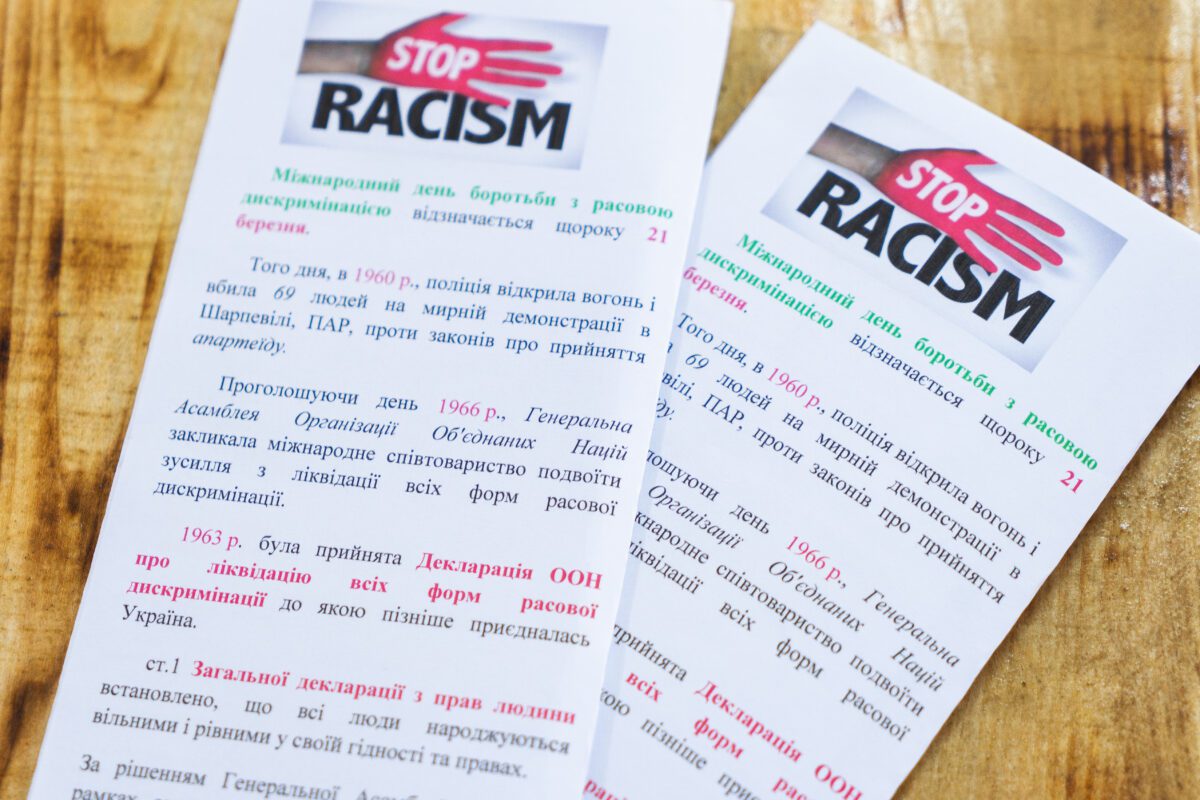 STOP
RACISM
Міжнародний день боротьби з расовою
дискримінацією відзначається щороку 21
березня.
Того дня, в 1960 р., поліція відкрила вогонь і
вбила 69 людей на мирній демонстрації в
Шарпевілі, ПАР, проти законів про прийняття
апартеїду.
Проголошуючи день 1966 р., Генеральна
Асамблея Організації Об'єднаних Націй
закликала міжнародне співтовариство подвоїти
зусилля з ліквідації всіх форм расової
дискримінації.
1963 р. була прийнята Декларація ООН
про ліквідацію всіх форм расової
дискримінації до якою пізніше приєдналась
Україна.
ст.1 Загальної декларації з прав людини
встановлено, що всі люди народжуються
вільними і рівними у своїй гідності та правах.
За рішенням Генеральної
рамках
STOP
RACISM
Міжнародний день боротьби з расовою
дискримінацією відзначається щороку 21
березня.
Того дня, в 1960 р., поліція відкрила вогонь і
69 людей на мирній демонстрації в
ПАР, проти законів про прийняття
день 1966 р., Генеральна
Організації Об'єднаних Націй
співтовариство подвоїти
всіх форм расової
Декларація ООН
всіх форм
пізніше